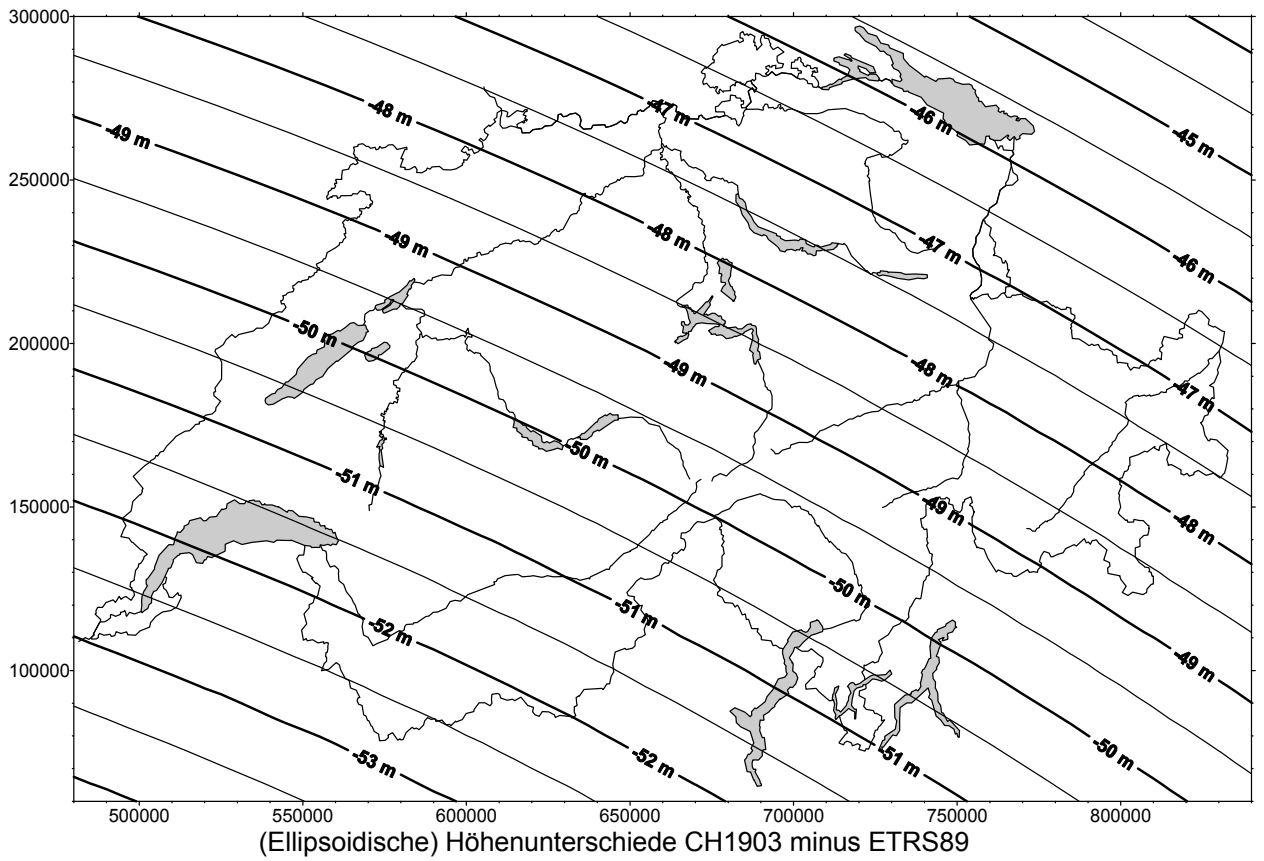 300000
250000
200000
150000
100000
-47 m
-46 m
-45 m
-48 m
-49 m
-49 m
-48 m
-47 m
-46 m
-50 m
-49 m
-48 m
-47 m
-51 m
-50 m
-49 m
-48 m
-52 m
-51 m
-50 m
-49 m
-53 m
-52 m
-51 m
-50 m
500000 550000 600000 650000 700000 750000 800000
(Ellipsoidische) Höhenunterschiede CH1903 minus ETRS89